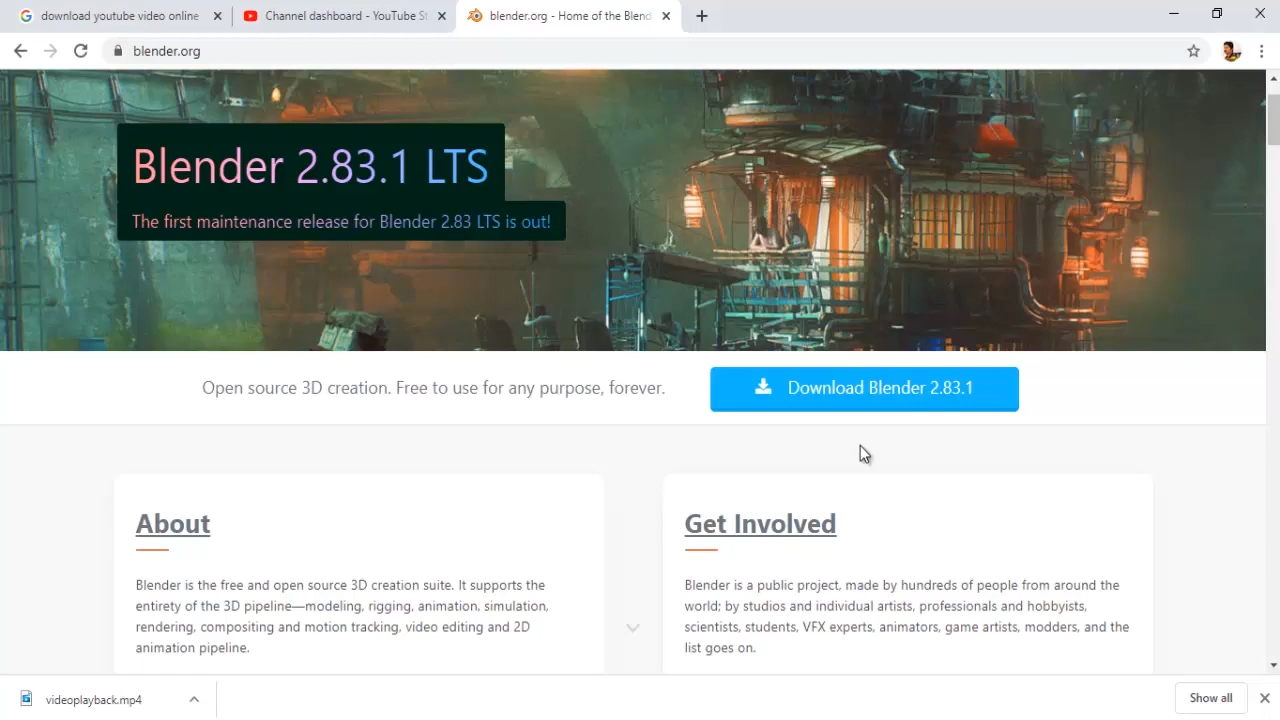 download youtube video online
Channel dashboard - YouTube St
blender.org - Home of the Blend
blender.org
Blender 2.83.1 LTS
The first maintenance release for Blender 2.83 LTS is out!
Open source 3D creation. Free to use for any purpose, forever.
Download Blender 2.83.1
About
Blender is the free and open source 3D creation suite. It supports the
entirety of the 3D pipeline—modeling, rigging, animation, simulation,
rendering, compositing and motion tracking, video editing and 2D
animation pipeline.
Get Involved
Blender is a public project, made by hundreds of people from around the
world; by studios and individual artists, professionals and hobbyists,
scientists, students, VFX experts, animators, game artists, modders, and the
list goes on.
videoplayback.mp4
Show all